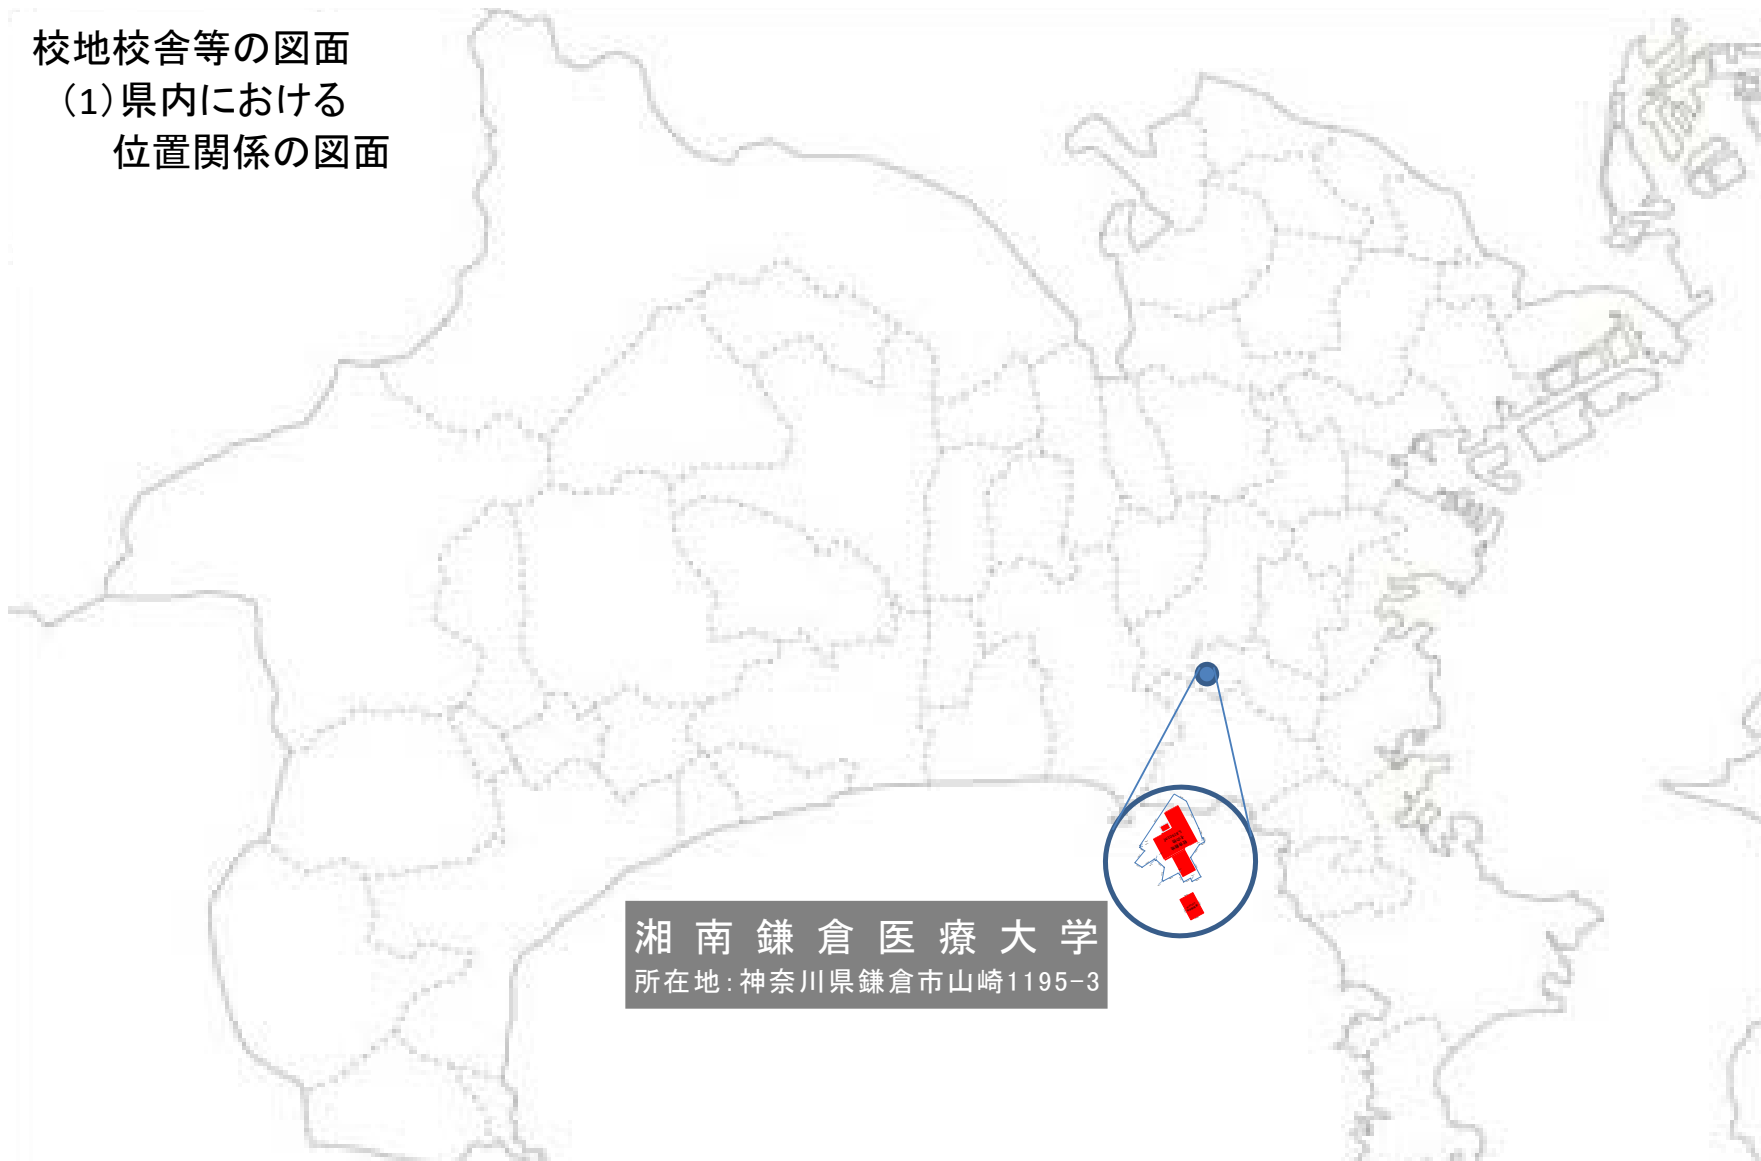 校地校舎等の図面
(1)県内における
位置関係の図面
湘南鎌倉医療大学
所在地:神奈川県鎌倉市山崎1195-3